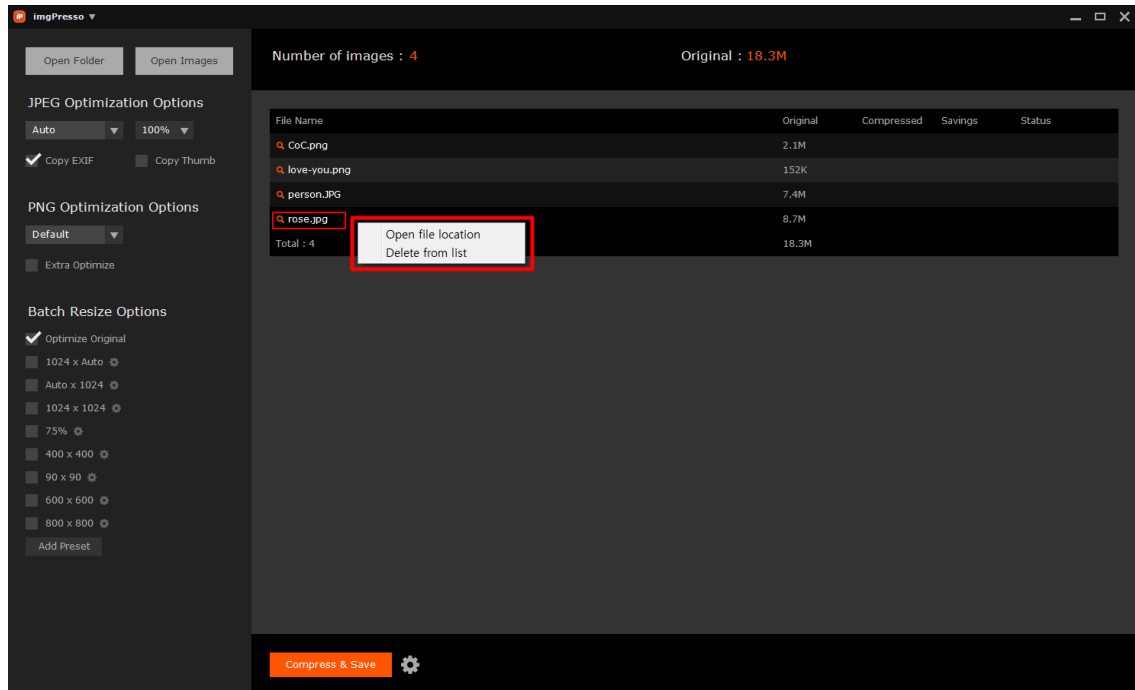 imgPresso ▼
Open Folder Open Images
JPEG Optimization Options
Auto 100%
Copy EXIF Copy Thumb
PNG Optimization Options
Default
Extra Optimize
Batch Resize Options
Optimize Original
1024 x Auto
Auto x 1024
1024 x 1024
75%
400 x 400
90 x 90
600 x 600
800 x 800
Add Preset
Number of images : 4 Original : 18.3M
File Name Original Compressed Savings Status
CoC.png 2.1M
love-you.png 152K
person.JPG 7.4M
rose.jpg 8.7M
Total : 4 18.3M
Open file location
Delete from list
Compress & Save